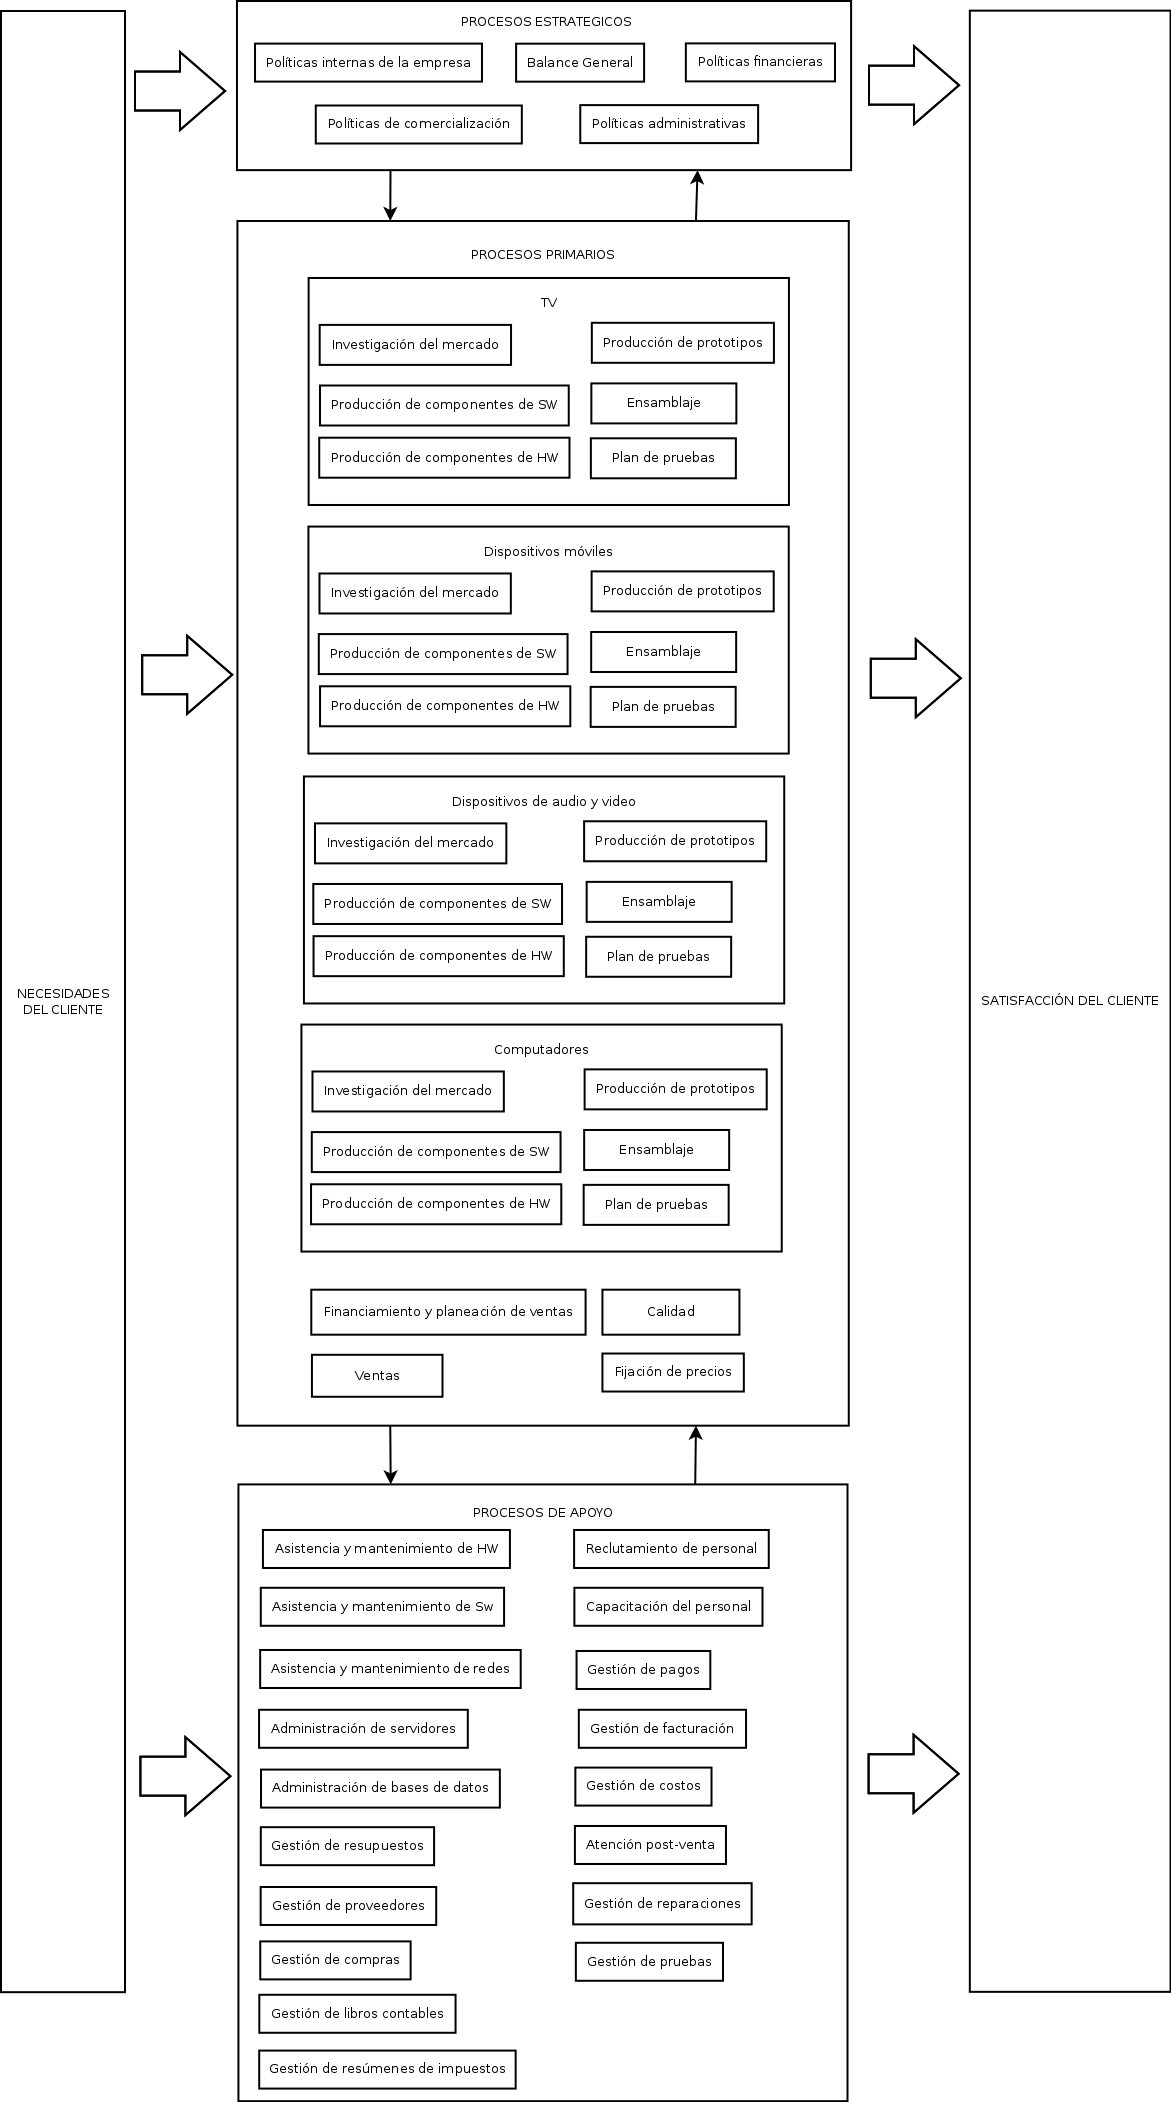 NECESIDADES
DEL CLIENTE
PROCESOS ESTRATEGICOS
Políticas internas de la empresa
Balance General
Políticas financieras
Políticas de comercialización
Políticas administrativas
PROCESOS PRIMARIOS
TV
Investigación del mercado
Producción de prototipos
Producción de componentes de SW
Ensamblaje
Producción de componentes de HW
Plan de pruebas
Dispositivos móviles
Investigación del mercado
Producción de prototipos
Producción de componentes de SW
Ensamblaje
Producción de componentes de HW
Plan de pruebas
Dispositivos de audio y video
Investigación del mercado
Producción de prototipos
Producción de componentes de SW
Ensamblaje
Producción de componentes de HW
Plan de pruebas
Computadores
Investigación del mercado
Producción de prototipos
Producción de componentes de SW
Ensamblaje
Producción de componentes de HW
Plan de pruebas
Financiamiento y planeación de ventas
Calidad
Ventas
Fijación de precios
PROCESOS DE APOYO
Asistencia y mantenimiento de HW
Reclutamiento de personal
Asistencia y mantenimiento de Sw
Capacitación del personal
Asistencia y mantenimiento de redes
Gestión de pagos
Administración de servidores
Gestión de facturación
Administración de bases de datos
Gestión de costos
Gestión de resupuestos
Atención post-venta
Gestión de proveedores
Gestión de reparaciones
Gestión de compras
Gestión de pruebas
Gestión de libros contables
Gestión de resúmenes de impuestos
SATISFACCIÓN DEL CLIENTE